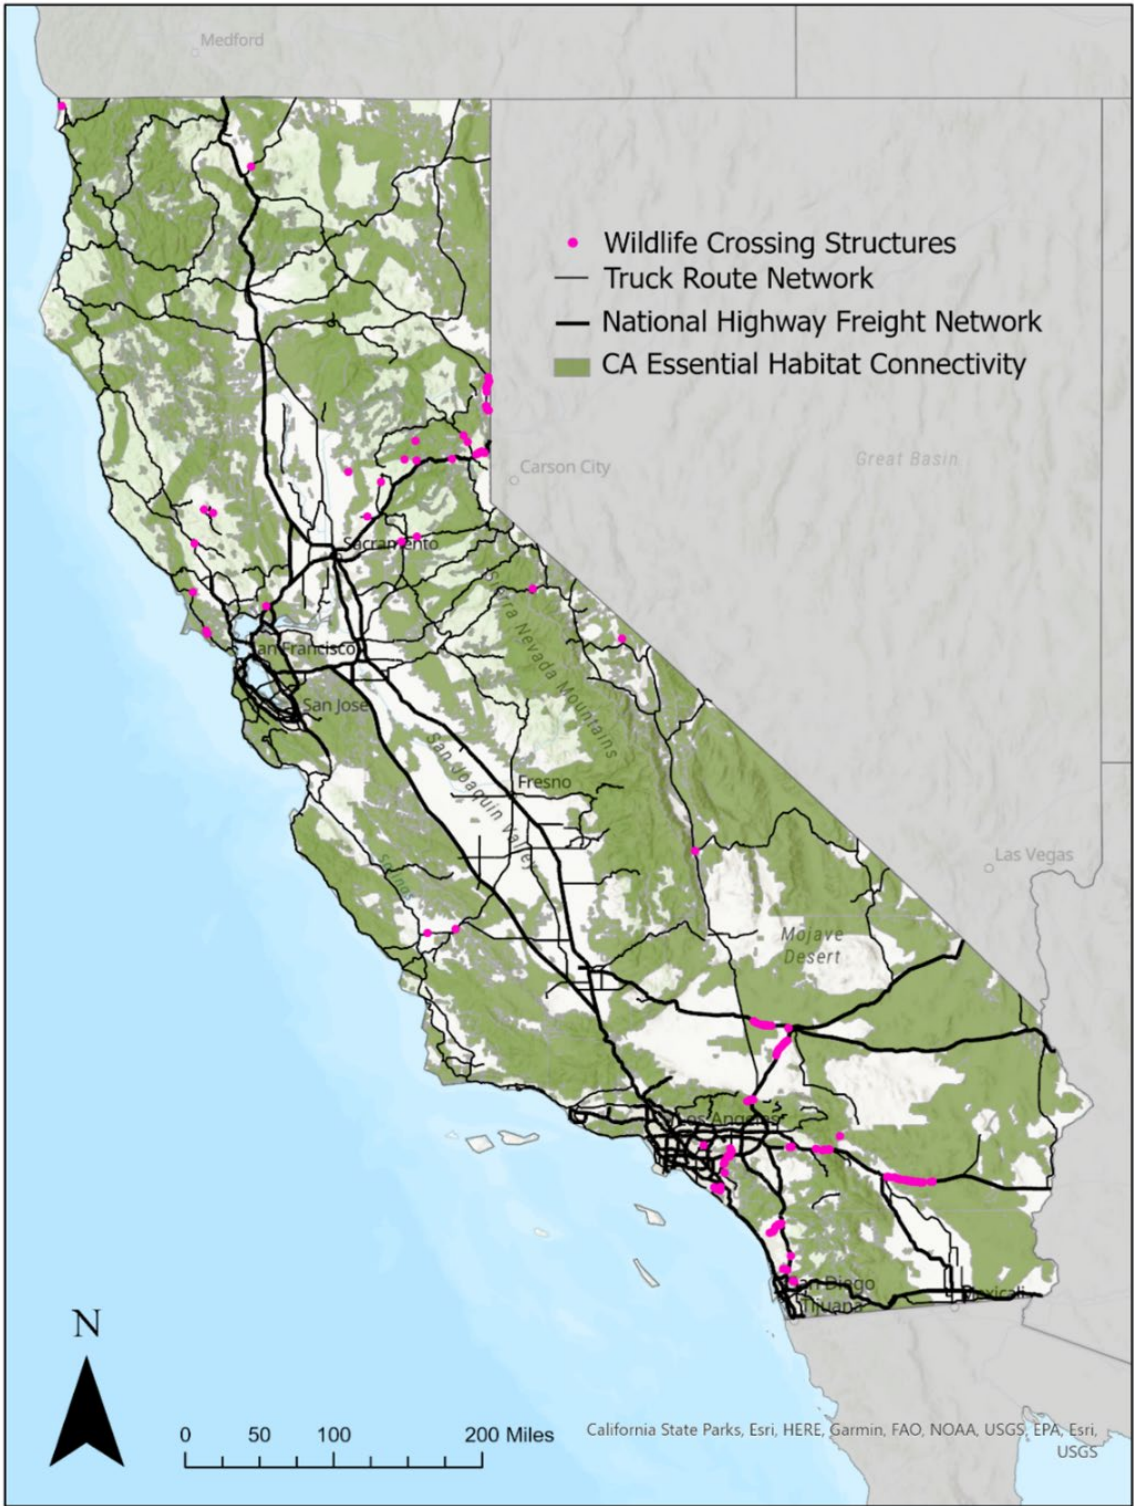 Medford
Wildlife Crossing Structures
Truck Route Network
National Highway Freight Network
CA Essential Habitat Connectivity
Great Basin
Carson City
Sacramento
Sierra Nevada Mountains
San Francisco
San Jose
San Joaquin Valley
Fresno
Salinas
Las Vegas
Mojave
Desert
Los Angeles
San Diego
Tijuana
Mexicali
N
0 50 100 200 Miles
California State Parks, Esri, HERE, Garmin, FAO, NOAA, USGS, EPA, Esri,
USGS